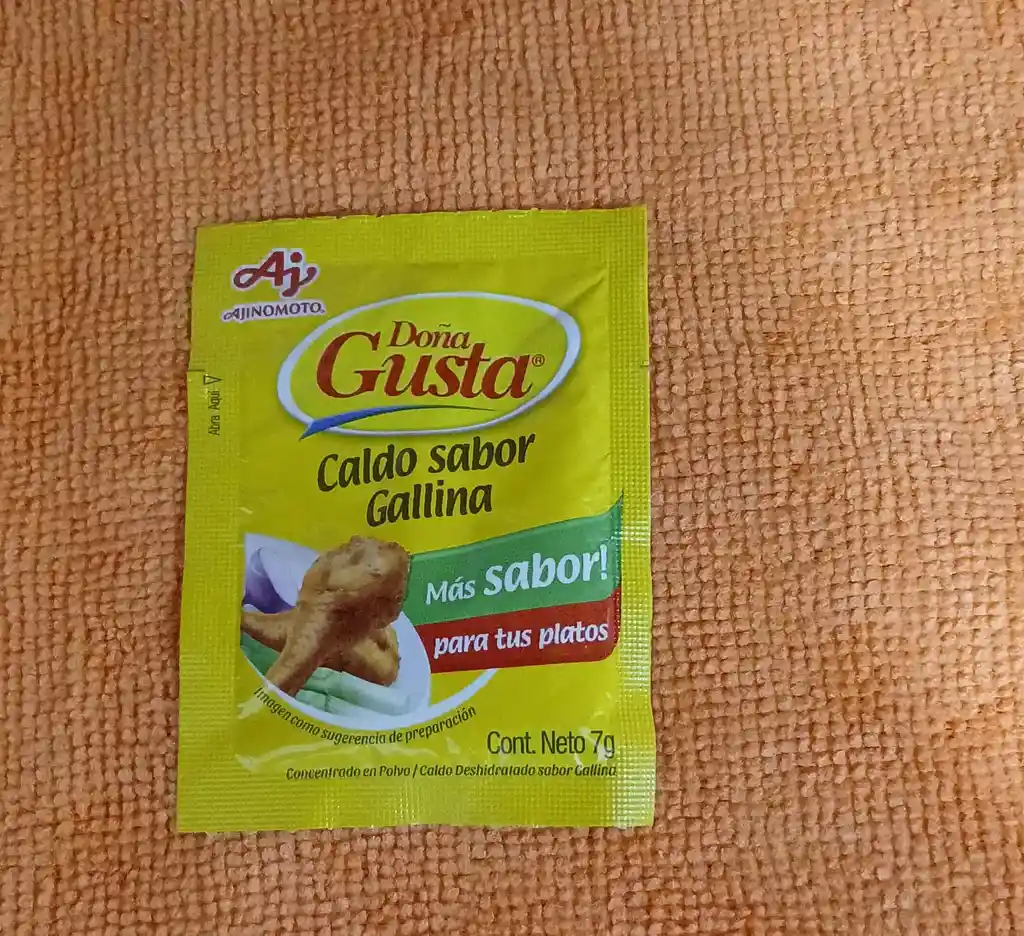 Aj
AJINOMOTO®
Doña
Gusta®
Abra Aquí
Caldo sabor
Gallina
Más sabor!
para tus platos
Imagen como sugerencia de preparación
Cont. Neto 7g
Concentrado en Polvo / Caldo Deshidratado sabor Gallina